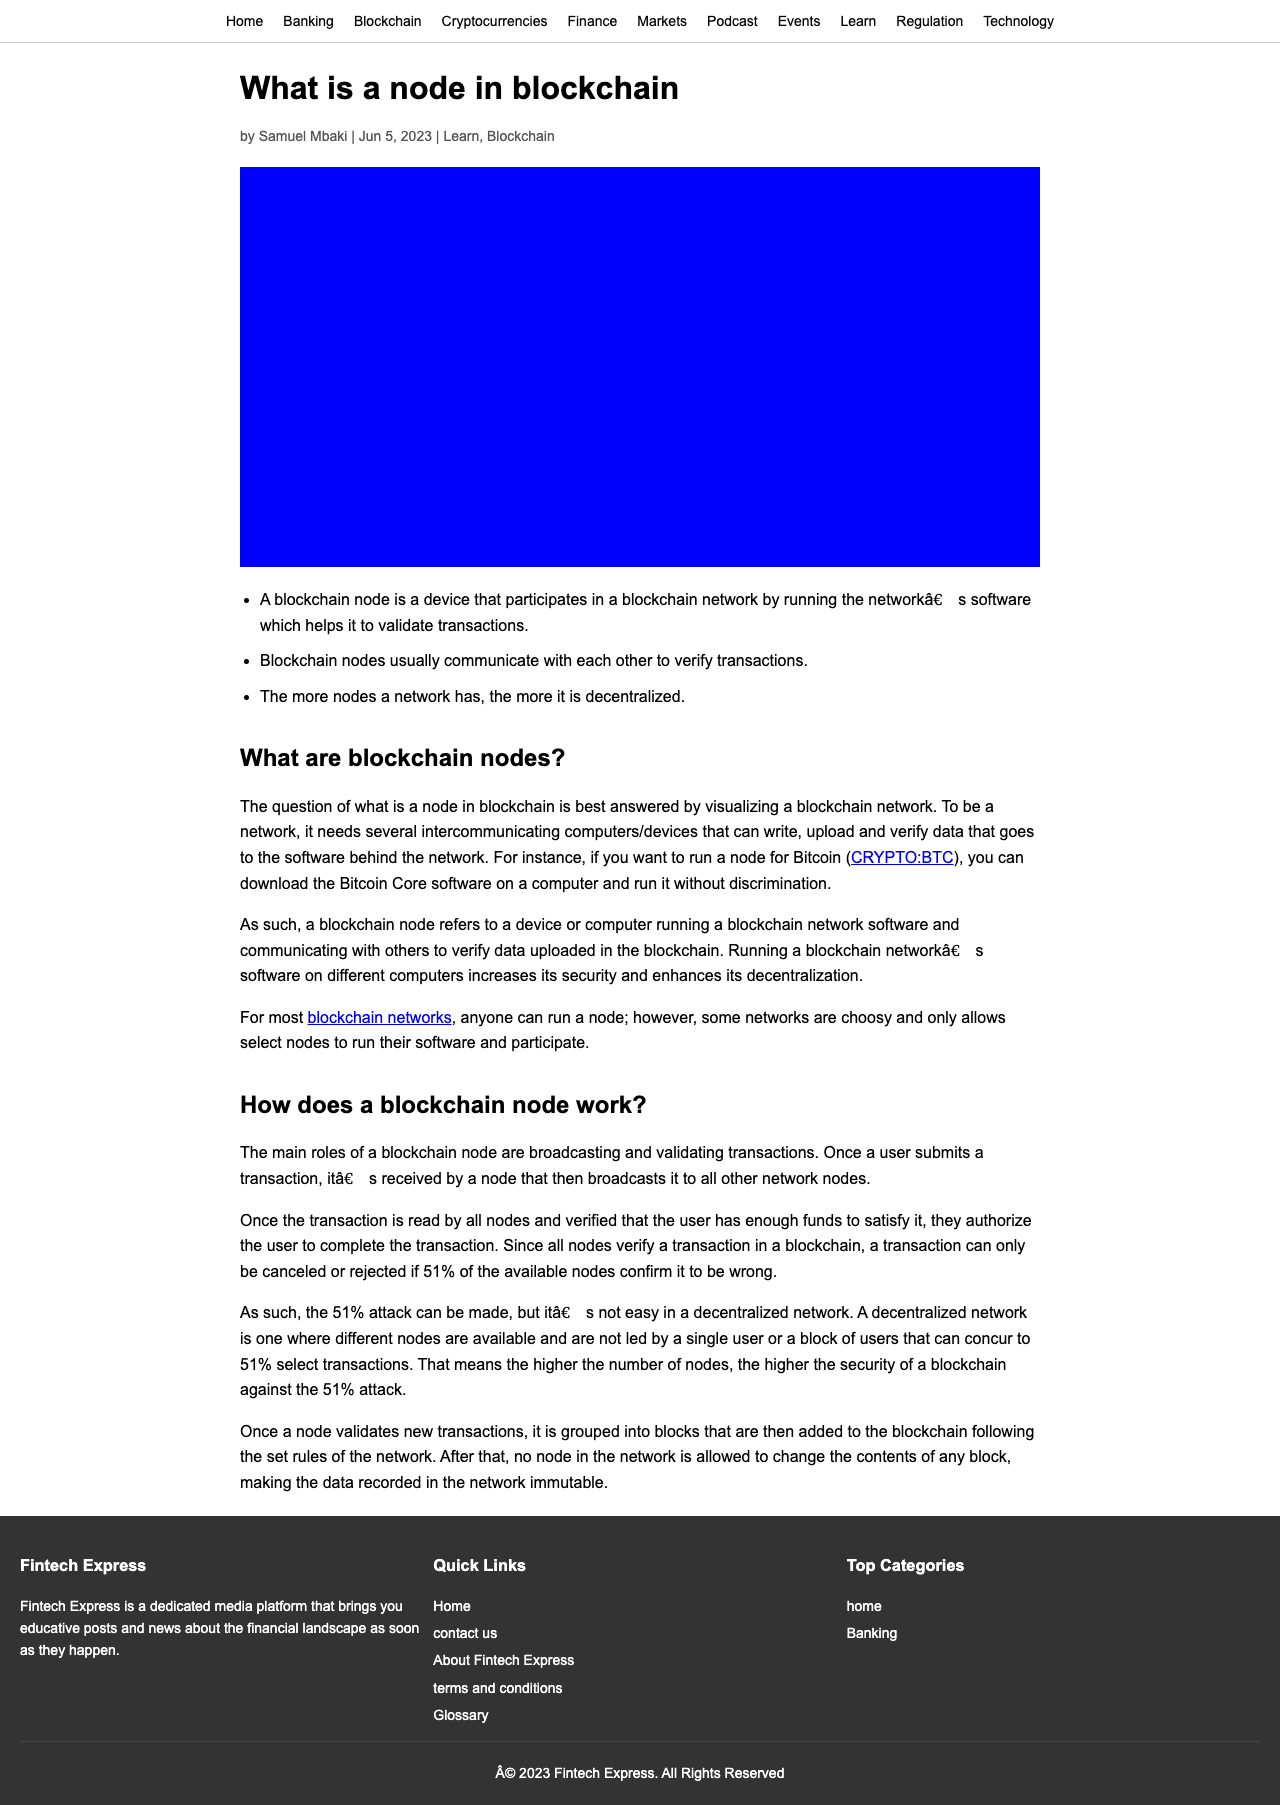 Home Banking Blockchain Cryptocurrencies Finance Markets Podcast Events Learn Regulation Technology
What is a node in blockchain
by Samuel Mbaki | Jun 5, 2023 | Learn, Blockchain
• A blockchain node is a device that participates in a blockchain network by running the networkâ€ s software
which helps it to validate transactions.
• Blockchain nodes usually communicate with each other to verify transactions.
• The more nodes a network has, the more it is decentralized.
What are blockchain nodes?
The question of what is a node in blockchain is best answered by visualizing a blockchain network. To be a
network, it needs several intercommunicating computers/devices that can write, upload and verify data that goes
to the software behind the network. For instance, if you want to run a node for Bitcoin (CRYPTO:BTC), you can
download the Bitcoin Core software on a computer and run it without discrimination.
As such, a blockchain node refers to a device or computer running a blockchain network software and
communicating with others to verify data uploaded in the blockchain. Running a blockchain networkâ€ s
software on different computers increases its security and enhances its decentralization.
For most blockchain networks, anyone can run a node; however, some networks are choosy and only allows
select nodes to run their software and participate.
How does a blockchain node work?
The main roles of a blockchain node are broadcasting and validating transactions. Once a user submits a
transaction, itâ€ s received by a node that then broadcasts it to all other network nodes.
Once the transaction is read by all nodes and verified that the user has enough funds to satisfy it, they authorize
the user to complete the transaction. Since all nodes verify a transaction in a blockchain, a transaction can only
be canceled or rejected if 51% of the available nodes confirm it to be wrong.
As such, the 51% attack can be made, but itâ€ s not easy in a decentralized network. A decentralized network
is one where different nodes are available and are not led by a single user or a block of users that can concur to
51% select transactions. That means the higher the number of nodes, the higher the security of a blockchain
against the 51% attack.
Once a node validates new transactions, it is grouped into blocks that are then added to the blockchain following
the set rules of the network. After that, no node in the network is allowed to change the contents of any block,
making the data recorded in the network immutable.
Fintech Express
Fintech Express is a dedicated media platform that brings you
educative posts and news about the financial landscape as soon
as they happen.
Quick Links
Home
contact us
About Fintech Express
terms and conditions
Glossary
Top Categories
home
Banking
Â© 2023 Fintech Express. All Rights Reserved